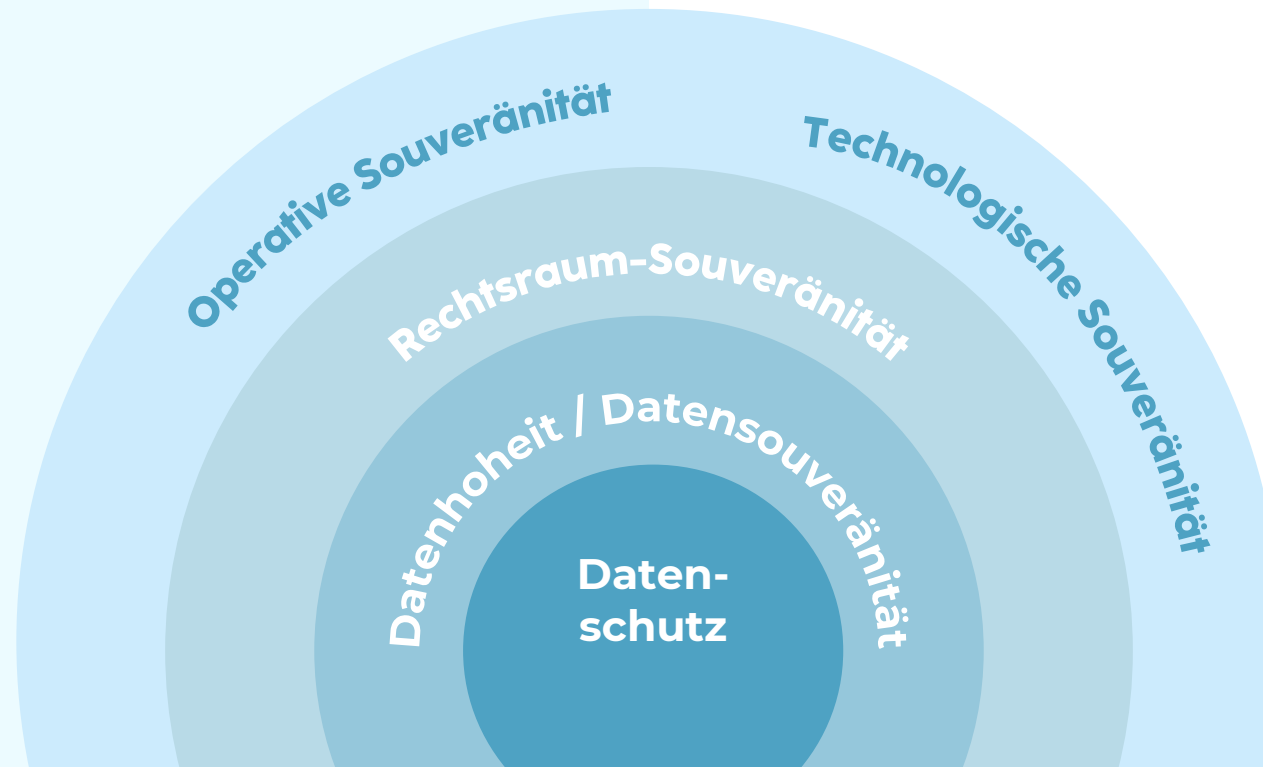 Operative Souveränität
Technologische Souveränität
Rechtsraum-Souveränität
Datenhoheit / Datensouveränität
Daten-
schutz